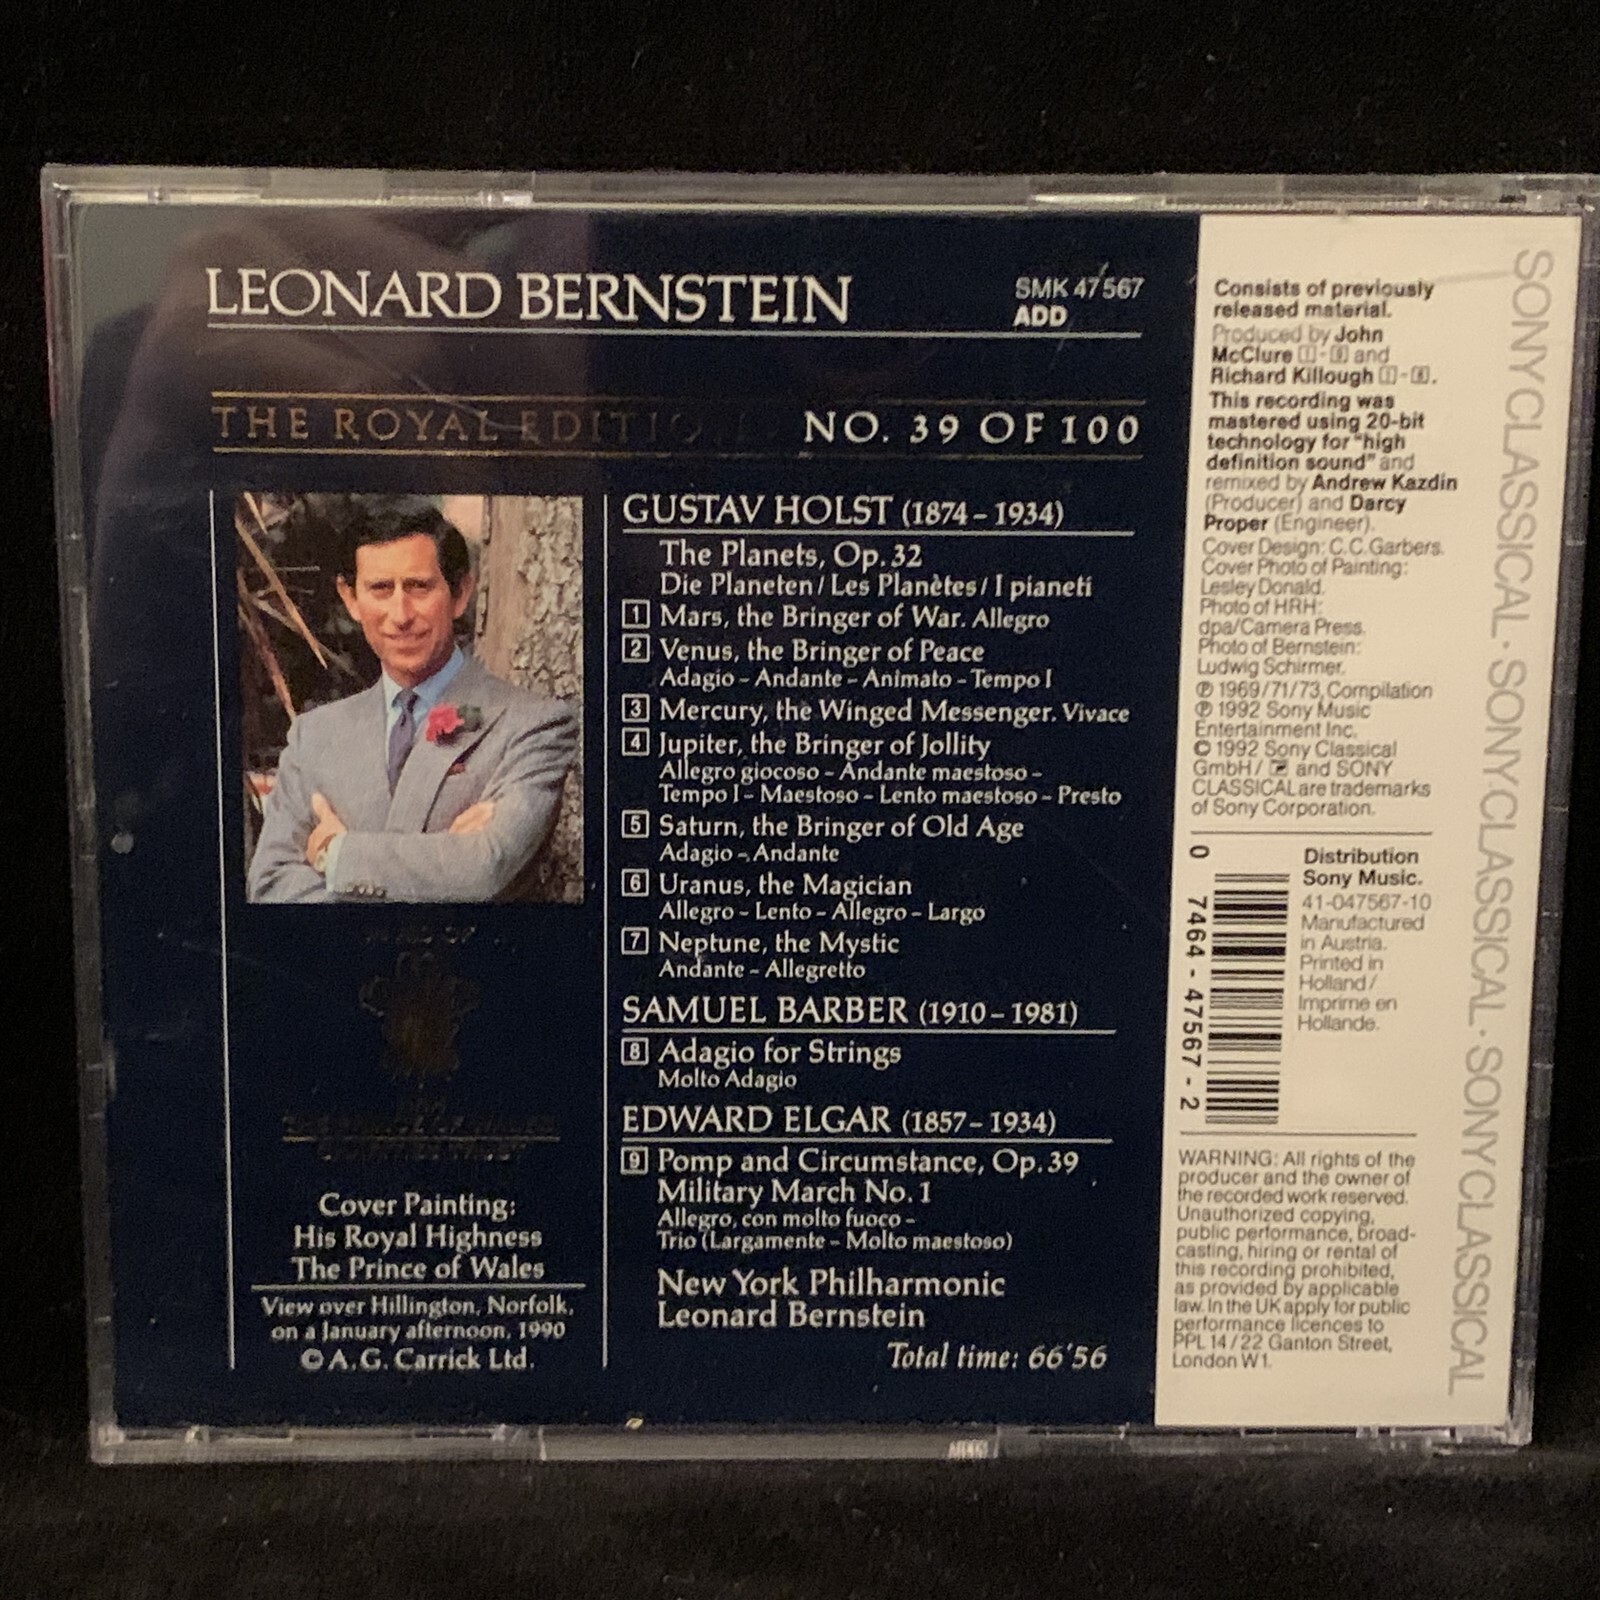 LEONARD BERNSTEIN
SMK 47567
ADD
THE ROYAL EDITION
NO. 39 OF 100
GUSTAV HOLST (1874 – 1934)
The Planets, Op. 32
Die Planeten / Les Planètes / I pianeti
1 Mars, the Bringer of War. Allegro
2 Venus, the Bringer of Peace
Adagio – Andante – Animato – Tempo I
3 Mercury, the Winged Messenger. Vivace
4 Jupiter, the Bringer of Jollity
Allegro giocoso – Andante maestoso –
Tempo I – Maestoso – Lento maestoso – Presto
5 Saturn, the Bringer of Old Age
Adagio – Andante
6 Uranus, the Magician
Allegro – Lento – Allegro – Largo
7 Neptune, the Mystic
Andante – Allegretto
SAMUEL BARBER (1910 – 1981)
8 Adagio for Strings
Molto Adagio
EDWARD ELGAR (1857 – 1934)
9 Pomp and Circumstance, Op. 39
Military March No. 1
Allegro, con molto fuoco –
Trio (Largamente – Molto maestoso)
New York Philharmonic
Leonard Bernstein
Total time: 66'56
THE PRINCE OF WALES
Cover Painting:
His Royal Highness
The Prince of Wales
View over Hillington, Norfolk,
on a January afternoon, 1990
© A.G. Carrick Ltd.
Consists of previously
released material.
Produced by John
McClure and
Richard Killough
This recording was
mastered using 20-bit
technology for "high
definition sound" and
remixed by Andrew Kazdin
(Producer) and Darcy
Proper (Engineer).
Cover Design: C.C. Garbers.
Cover Photo of Painting:
Lesley Donald.
Photo of HRH:
dpa/Camera Press.
Photo of Bernstein:
Ludwig Schirmer.
℗ 1969/71/73, Compilation
℗ 1992 Sony Music
Entertainment Inc.
© 1992 Sony Classical
GmbH / and SONY
CLASSICAL are trademarks
of Sony Corporation.
0 7464-47567-2
Distribution
Sony Music.
41-047567-10
Manufactured
in Austria.
Printed in
Holland /
Imprime en
Hollande.
WARNING: All rights of the
producer and the owner of
the recorded work reserved.
Unauthorized copying,
public performance, broad-
casting, hiring or rental of
this recording prohibited,
as provided by applicable
law. In the UK apply for public
performance licences to
PPL 14/22 Ganton Street,
London W1.
SONY CLASSICAL · SONY CLASSICAL · SONY CLASSICAL